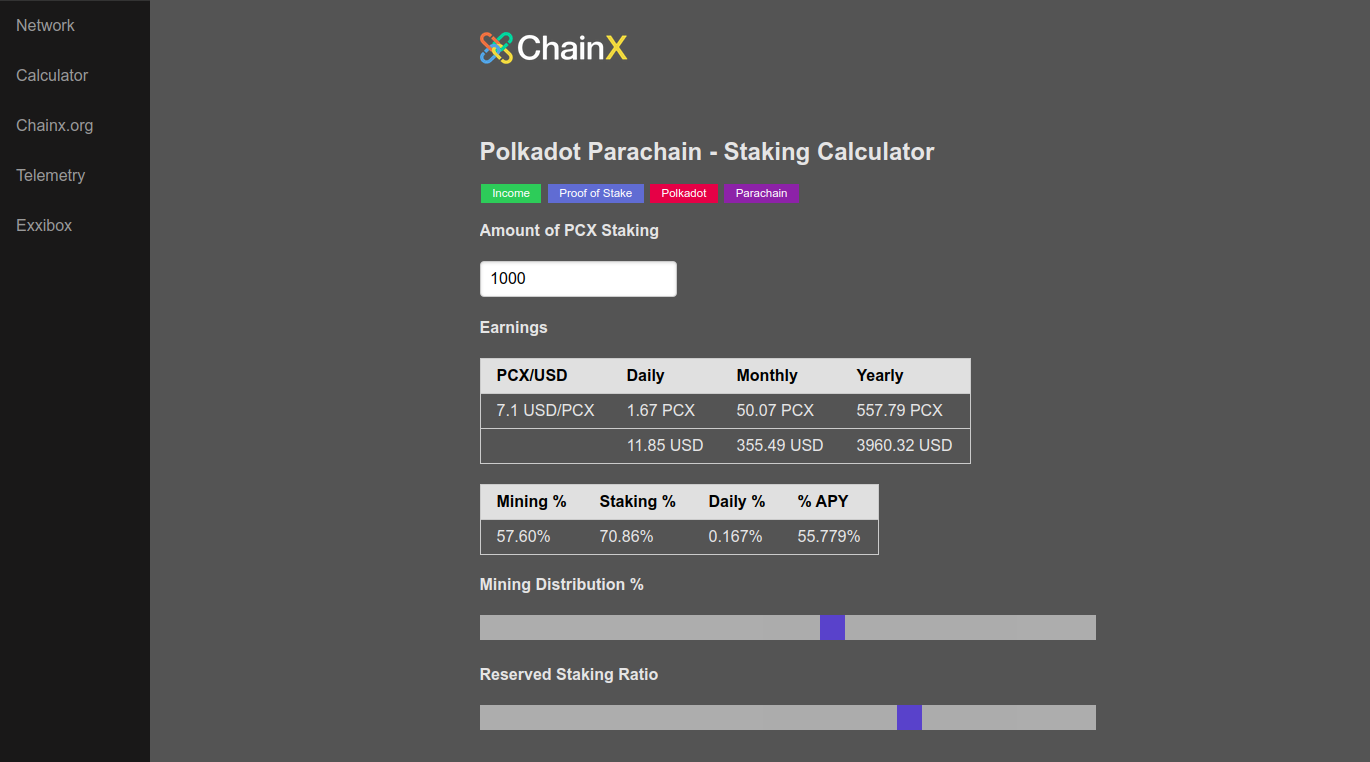 Network
Calculator
Chainx.org
Telemetry
Exxibox
ChainX
Polkadot Parachain - Staking Calculator
Income Proof of Stake Polkadot Parachain
Amount of PCX Staking
1000
Earnings
PCX/USD Daily Monthly Yearly
7.1 USD/PCX 1.67 PCX 50.07 PCX 557.79 PCX
11.85 USD 355.49 USD 3960.32 USD
Mining % Staking % Daily % % APY
57.60% 70.86% 0.167% 55.779%
Mining Distribution %
Reserved Staking Ratio